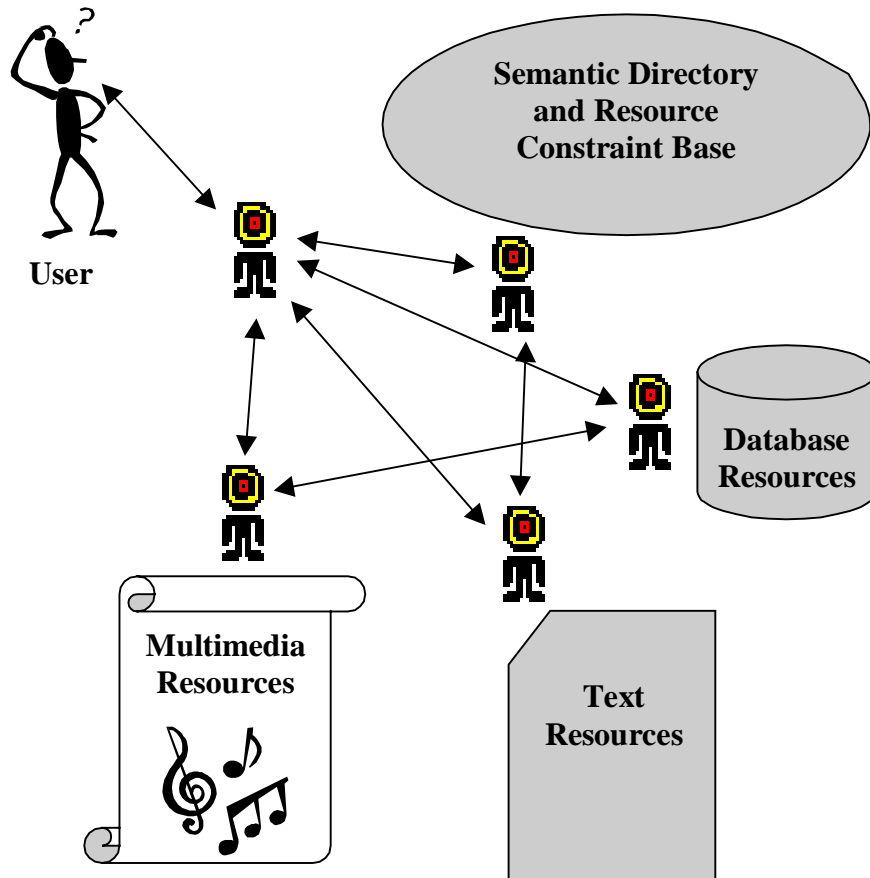 ?
Semantic Directory
and Resource
Constraint Base
User
Database
Resources
Multimedia
Resources
Text
Resources